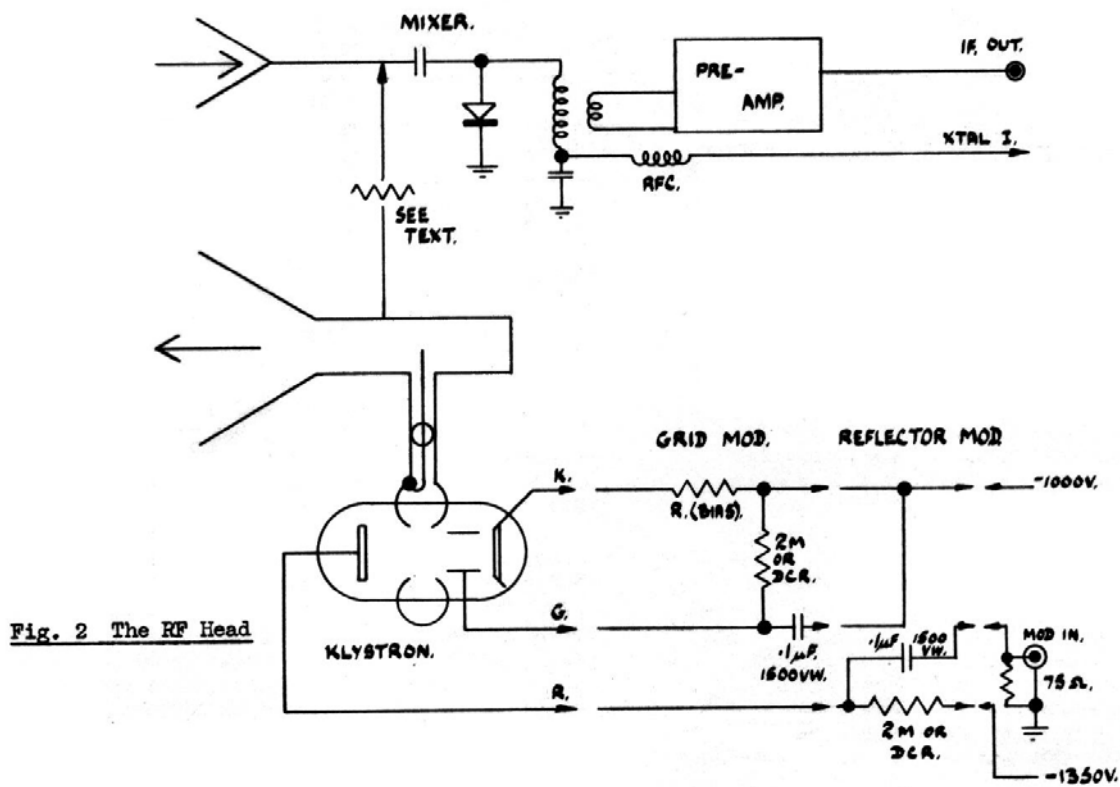 MIXER.
PRE-
AMP.
IF. OUT.
XTAL I.
RFC.
SEE
TEXT.
GRID MOD.
REFLECTOR MOD
K.
R.(BIAS).
-1000V.
2M
OR
DCR.
G.
.1µF,
1500VW.
.1µF 1500
VW.
MOD IN.
75Ω.
Fig. 2 The RF Head
KLYSTRON.
R.
2M OR
DCR.
-1350V.